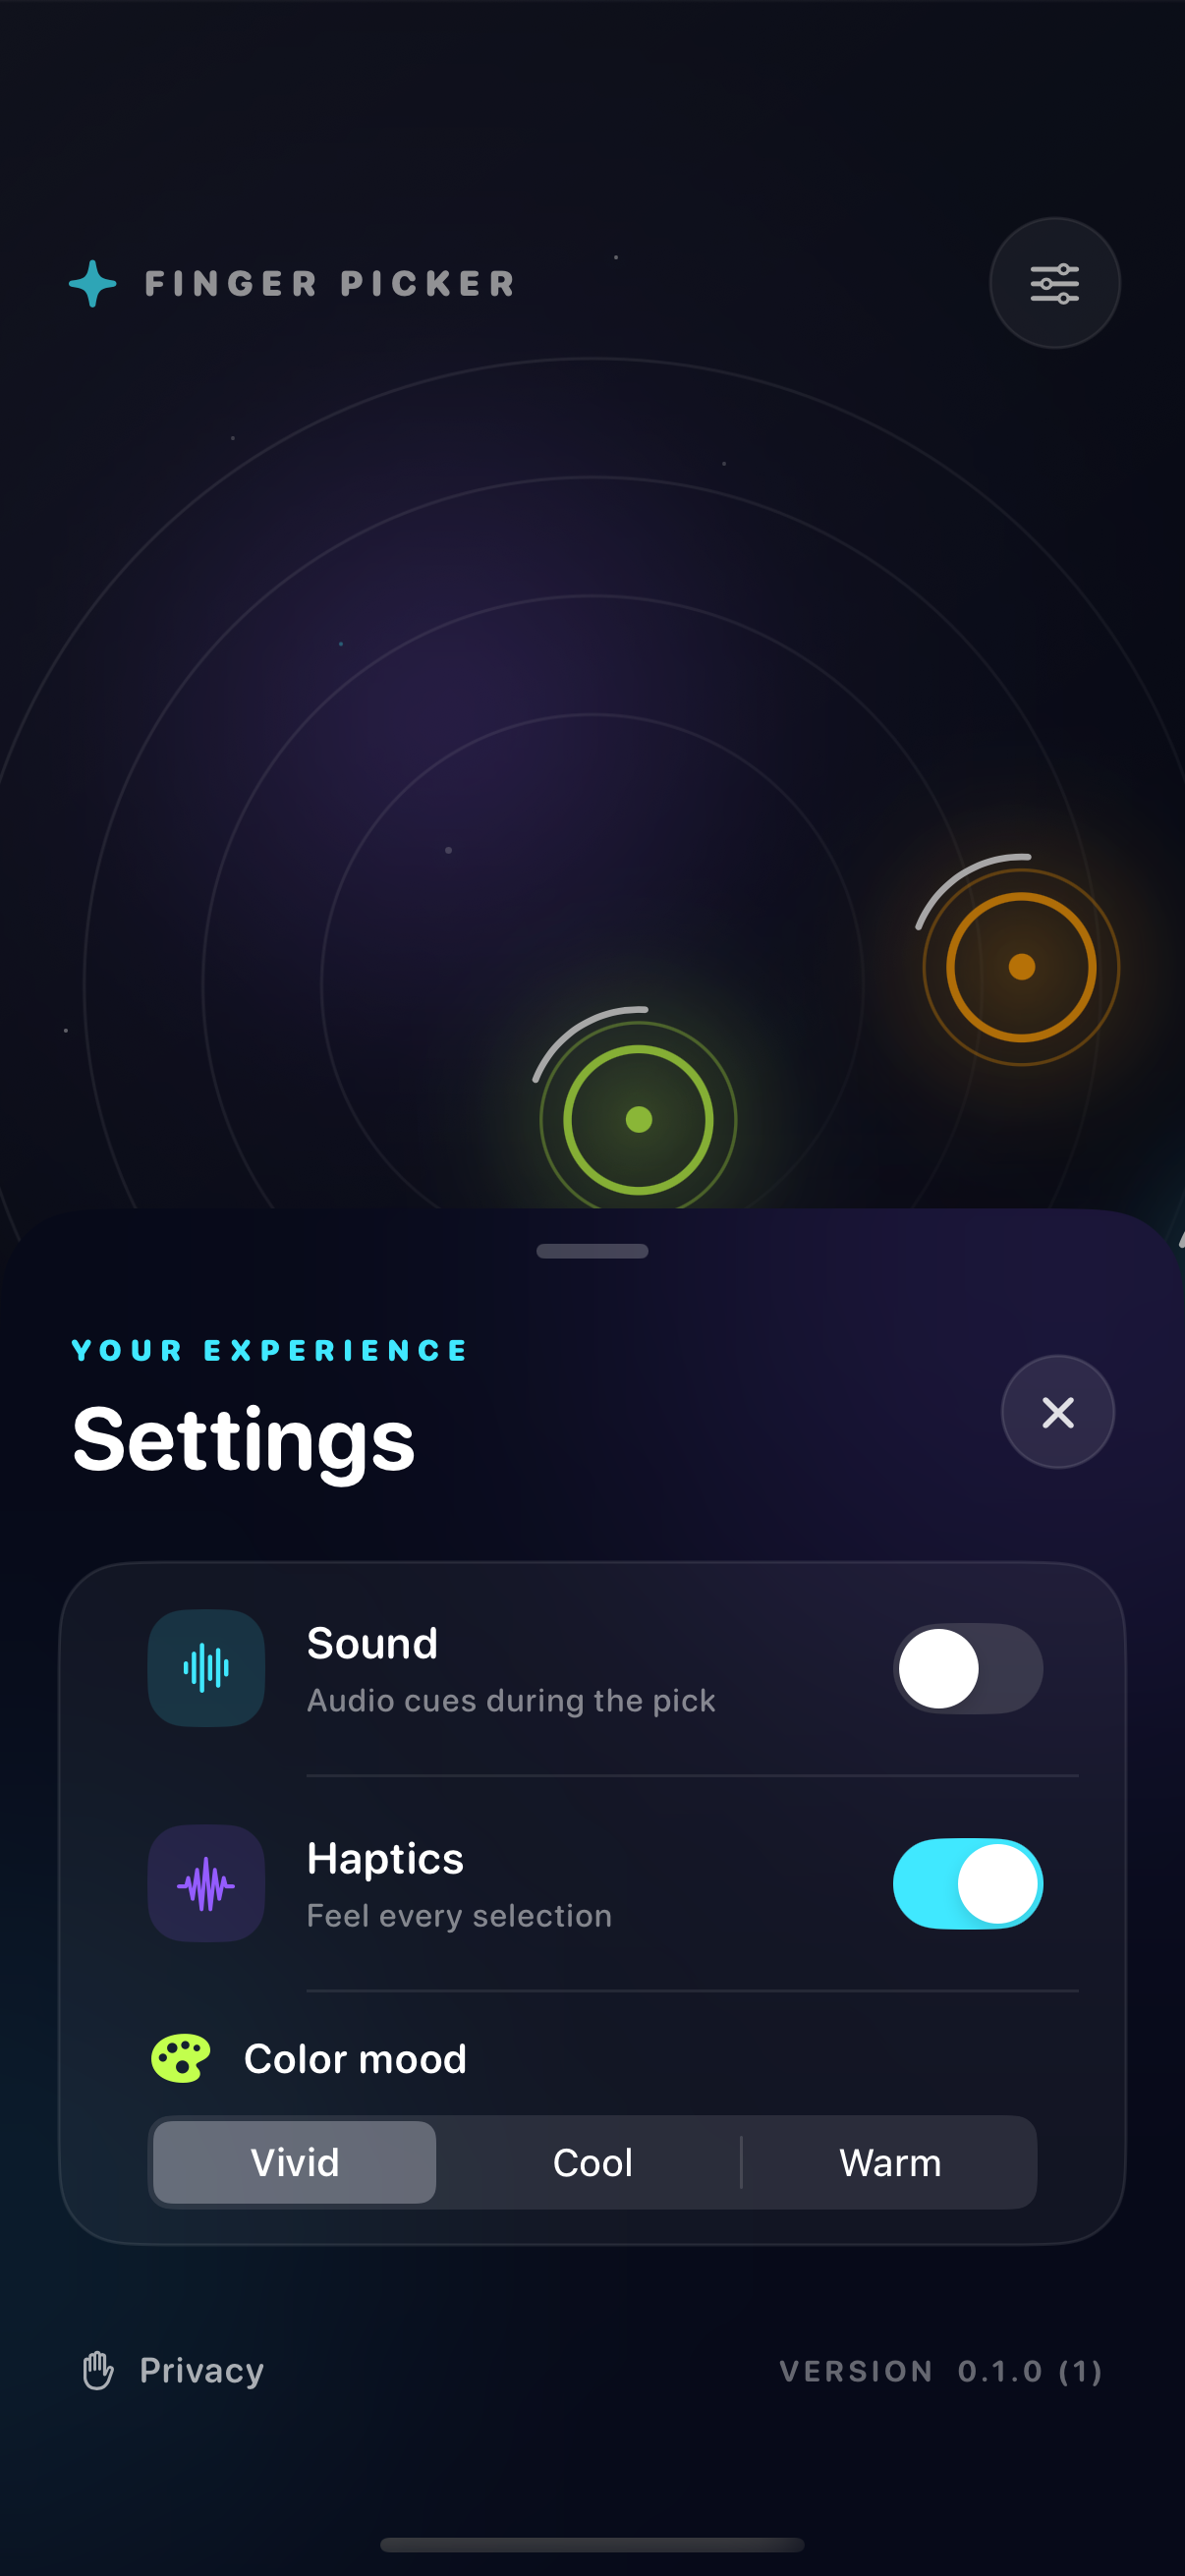 FINGER PICKER
YOUR EXPERIENCE
Settings
Sound
Audio cues during the pick
Haptics
Feel every selection
Color mood
Vivid Cool Warm
Privacy VERSION 0.1.0 (1)